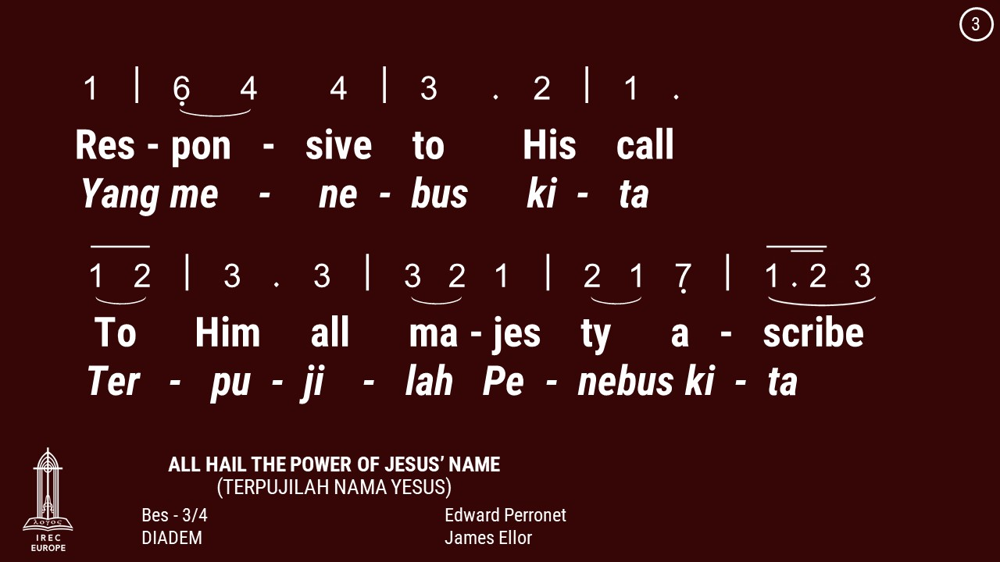 3
1 | 6̣ 4 4 | 3 . 2 | 1 .
Res - pon - sive to His call
Yang me - ne - bus ki - ta
1 2 | 3 . 3 | 3 2 1 | 2 1 7̣ | 1 . 2 3
To Him all ma - jes ty a - scribe
Ter - pu - ji - lah Pe - nebus ki - ta
ALL HAIL THE POWER OF JESUS’ NAME
(TERPUJILAH NAMA YESUS)
Bes - 3/4
Edward Perronet
DIADEM
James Ellor
λογος
IREC
EUROPE